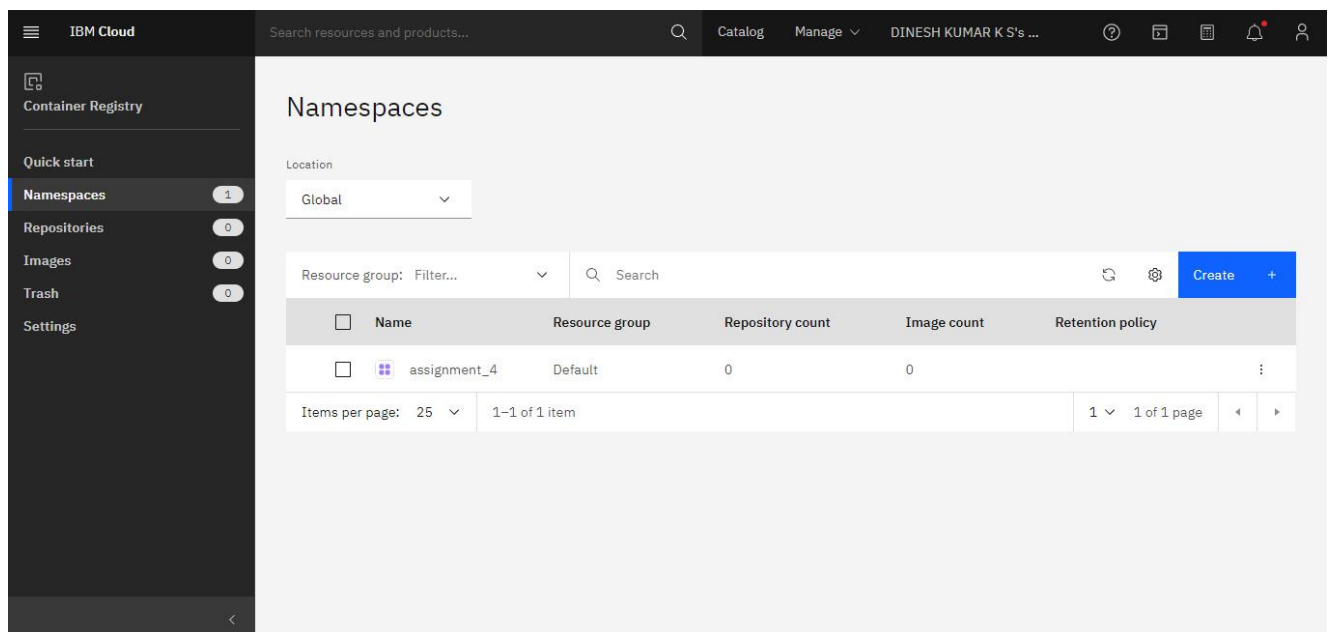 IBM Cloud
Search resources and products...
Catalog
Manage
DINESH KUMAR K S's ...
Container Registry
Quick start
Namespaces 1
Repositories 0
Images 0
Trash 0
Settings
Namespaces
Location
Global
Resource group: Filter...
Search
Create +
Name Resource group Repository count Image count Retention policy
assignment_4 Default 0 0
Items per page: 25 1–1 of 1 item 1 1 of 1 page